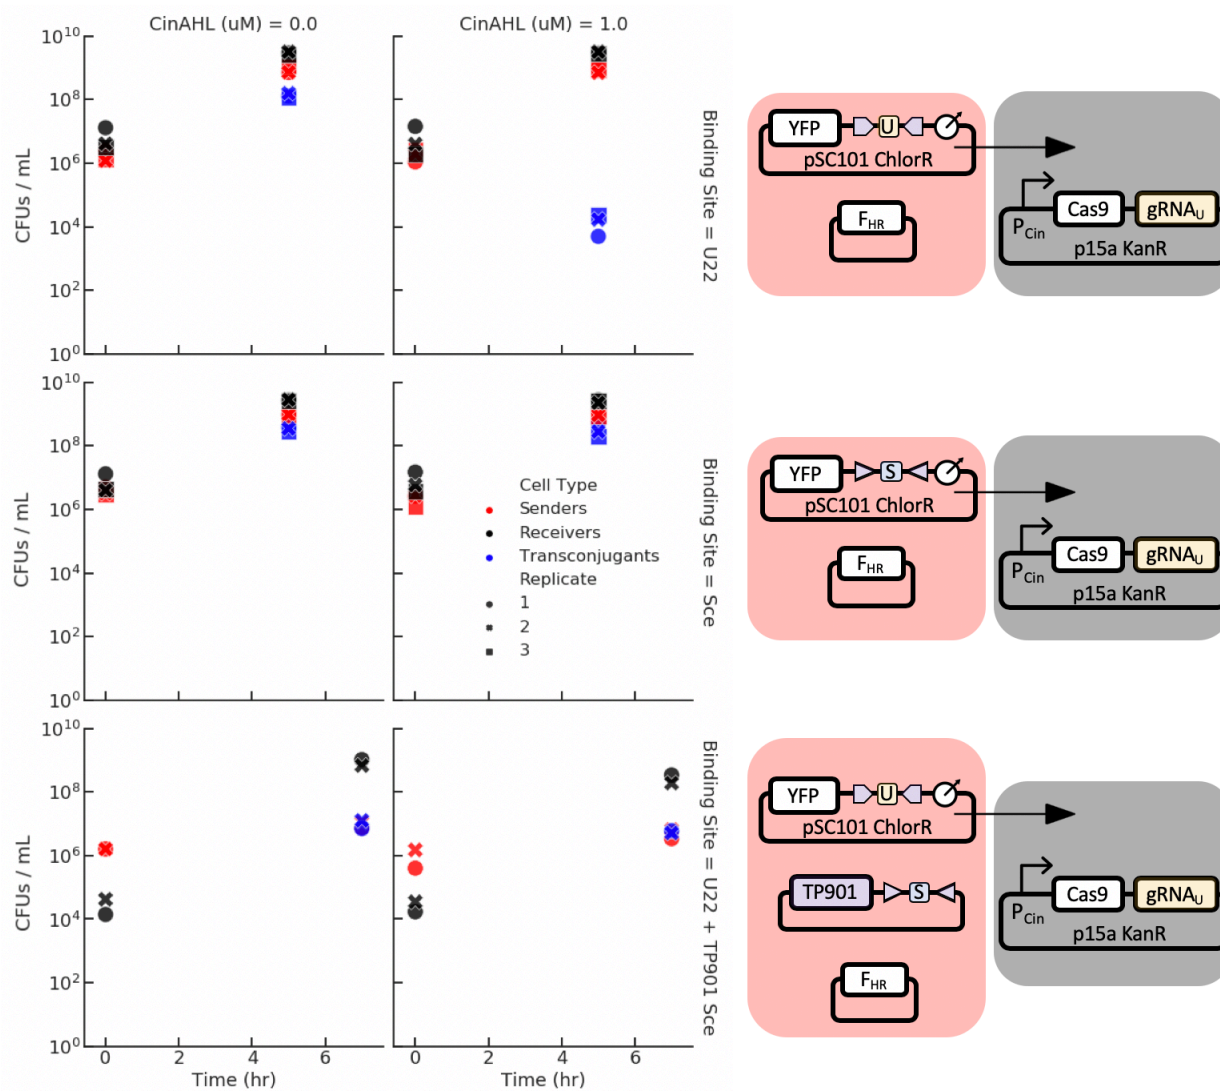 CinAHL (uM) = 0.0
CinAHL (uM) = 1.0
10^10
10^8
10^6
10^4
10^2
10^0
CFUs / mL
Binding Site = U22
YFP
U
pSC101 ChlorR
F_HR
P_Cin
Cas9
gRNA_U
p15a KanR
10^10
10^8
10^6
10^4
10^2
10^0
CFUs / mL
Cell Type
Senders
Receivers
Transconjugants
Replicate
1
2
3
Binding Site = Sce
YFP
S
pSC101 ChlorR
F_HR
P_Cin
Cas9
gRNA_U
p15a KanR
10^10
10^8
10^6
10^4
10^2
10^0
CFUs / mL
0 2 4 6
Time (hr)
0 2 4 6
Time (hr)
Binding Site = U22 + TP901 Sce
YFP
U
pSC101 ChlorR
TP901
S
F_HR
P_Cin
Cas9
gRNA_U
p15a KanR